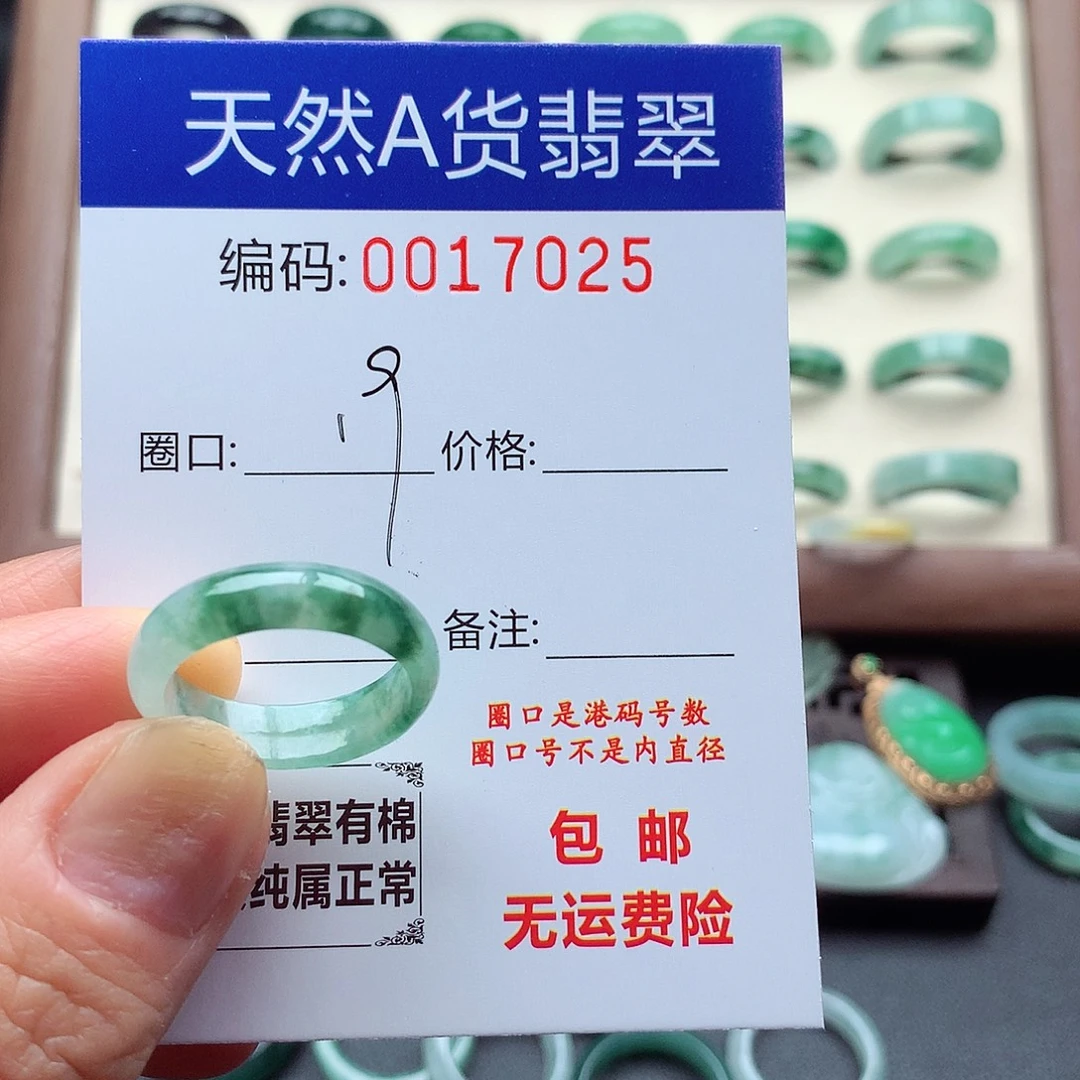 天然A货翡翠
编码:0017025
圈口: 19 价格:
备注:
圈口是港码号数
圈口号不是内直径
翡翠有棉
纯属正常
包 邮
无运费险